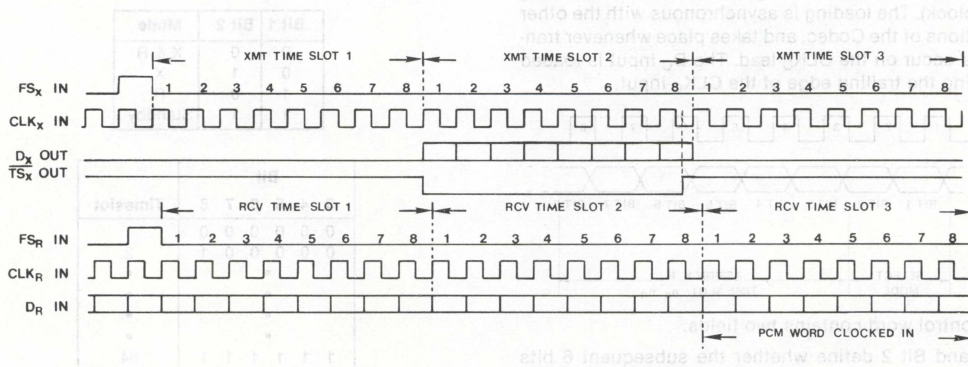 XMT TIME SLOT 1 XMT TIME SLOT 2 XMT TIME SLOT 3
FSX IN 1 2 3 4 5 6 7 8 1 2 3 4 5 6 7 8 1 2 3 4 5 6 7 8
CLKX IN
DX OUT
TSX OUT
RCV TIME SLOT 1 RCV TIME SLOT 2 RCV TIME SLOT 3
FSR IN 1 2 3 4 5 6 7 8 1 2 3 4 5 6 7 8 1 2 3 4 5 6 7 8
CLKR IN
DR IN
PCM WORD CLOCKED IN